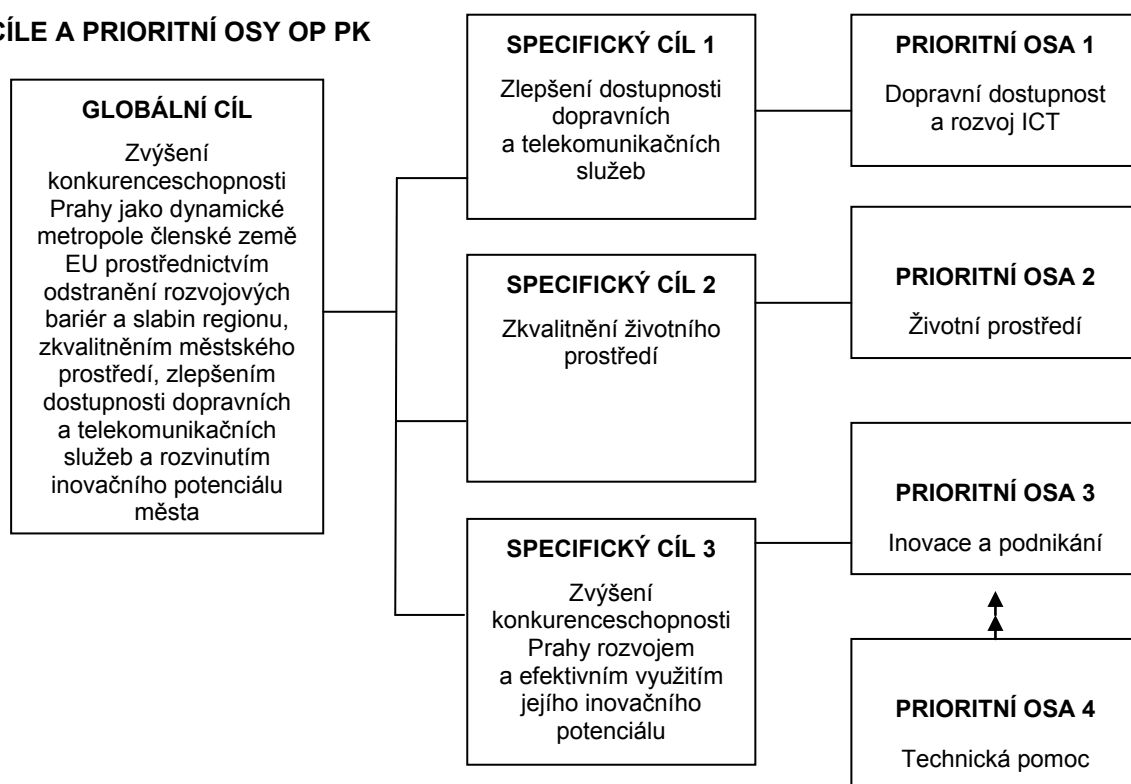 CÍLE A PRIORITNÍ OSY OP PK
GLOBÁLNÍ CÍL
Zvýšení
konkurenceschopnosti
Prahy jako dynamické
metropole členské země
EU prostřednictvím
odstranění rozvojových
bariér a slabin regionu,
zkvalitněním městského
prostředí, zlepšením
dostupnosti dopravních
a telekomunikačních
služeb a rozvinutím
inovačního potenciálu
města
SPECIFICKÝ CÍL 1
Zlepšení dostupnosti
dopravních
a telekomunikačních
služeb
SPECIFICKÝ CÍL 2
Zkvalitnění životního
prostředí
SPECIFICKÝ CÍL 3
Zvýšení
konkurenceschopnosti
Prahy rozvojem
a efektivním využitím
jejího inovačního
potenciálu
PRIORITNÍ OSA 1
Dopravní dostupnost
a rozvoj ICT
PRIORITNÍ OSA 2
Životní prostředí
PRIORITNÍ OSA 3
Inovace a podnikání
PRIORITNÍ OSA 4
Technická pomoc